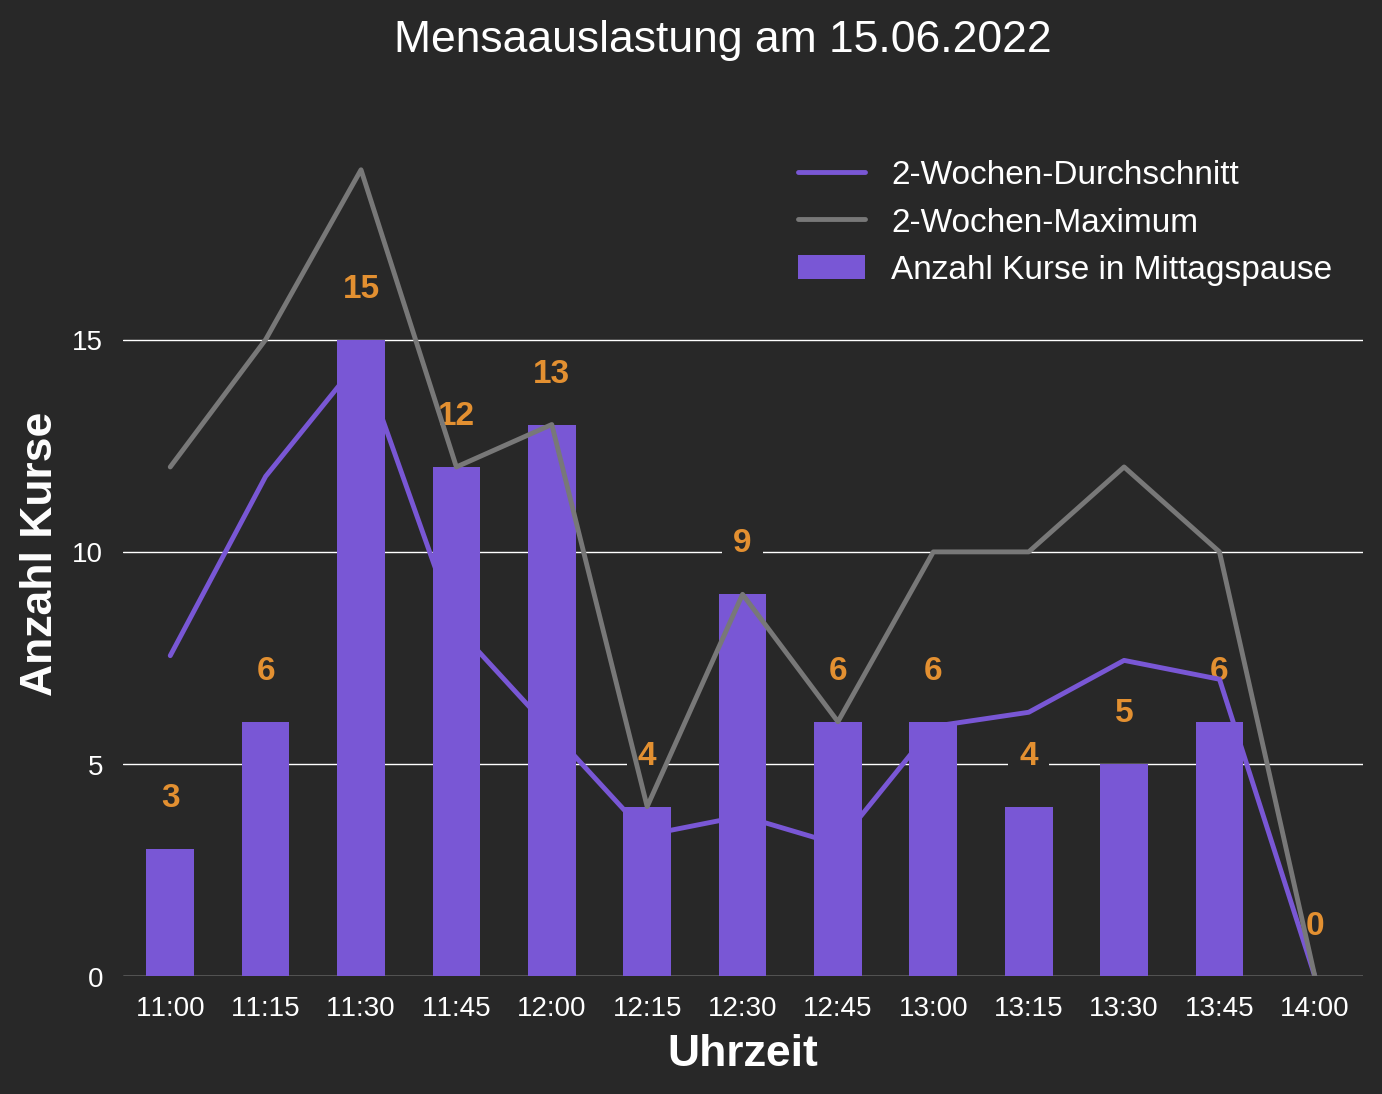 Mensaauslastung am 15.06.2022
2-Wochen-Durchschnitt
2-Wochen-Maximum
Anzahl Kurse in Mittagspause
Anzahl Kurse
15
10
5
0
3
6
15
12
13
4
9
6
6
4
5
6
0
11:00 11:15 11:30 11:45 12:00 12:15 12:30 12:45 13:00 13:15 13:30 13:45 14:00
Uhrzeit